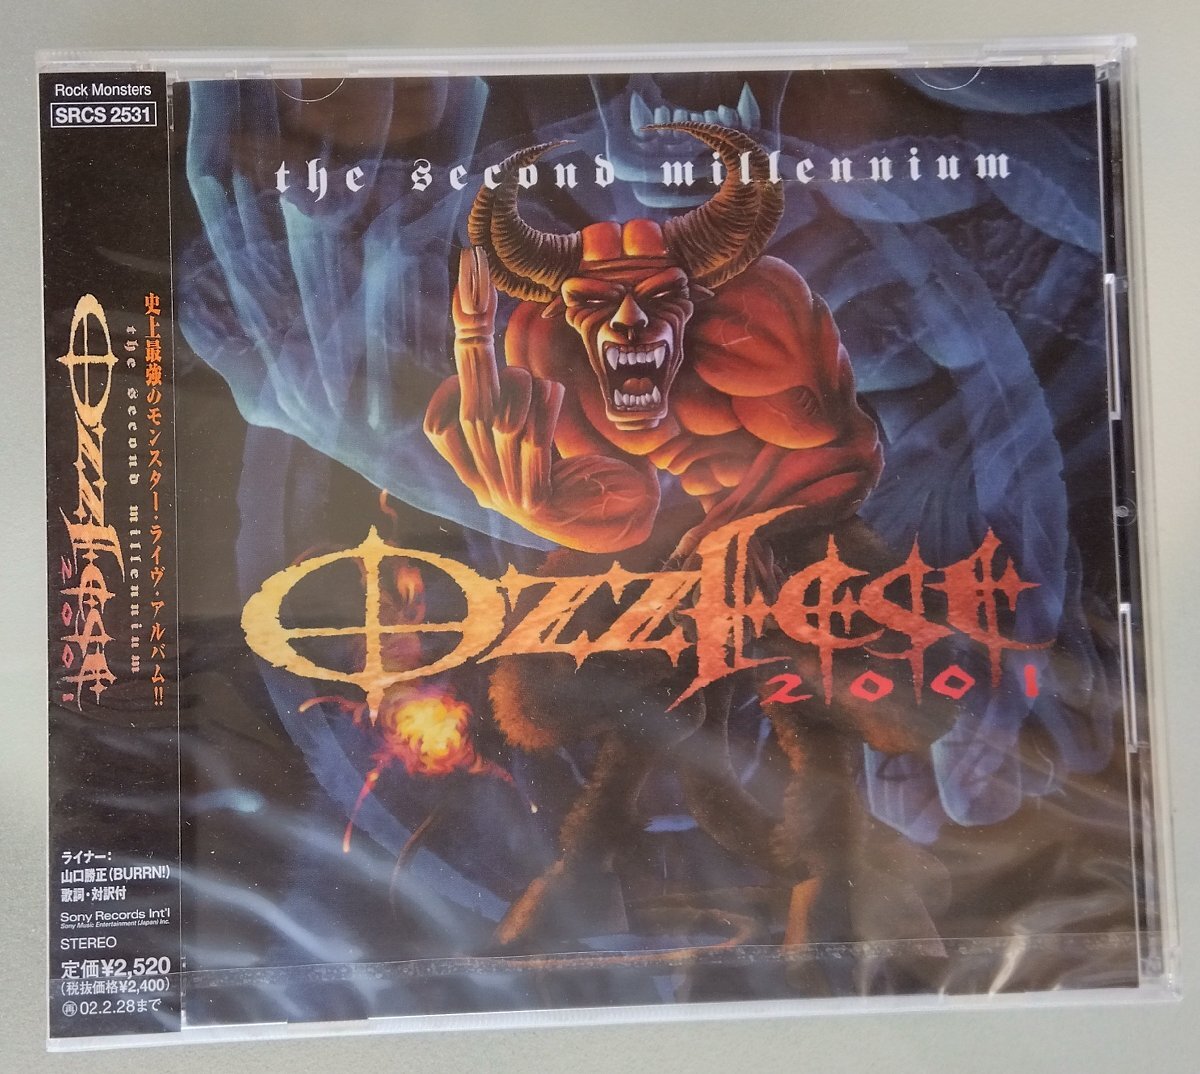 Rock Monsters
SRCS 2531
史上最強のモンスター・ライヴ・アルバム!!
the second millennium
Ozzfest
2001
ライナー：
山口勝正(BURRN!)
歌詞・対訳付
Sony Records Int'l
Sony Music Entertainment (Japan) Inc.
STEREO
定価¥2,520
(税抜価格¥2,400)
再02.2.28まで
the second millennium
Ozzfest
2001